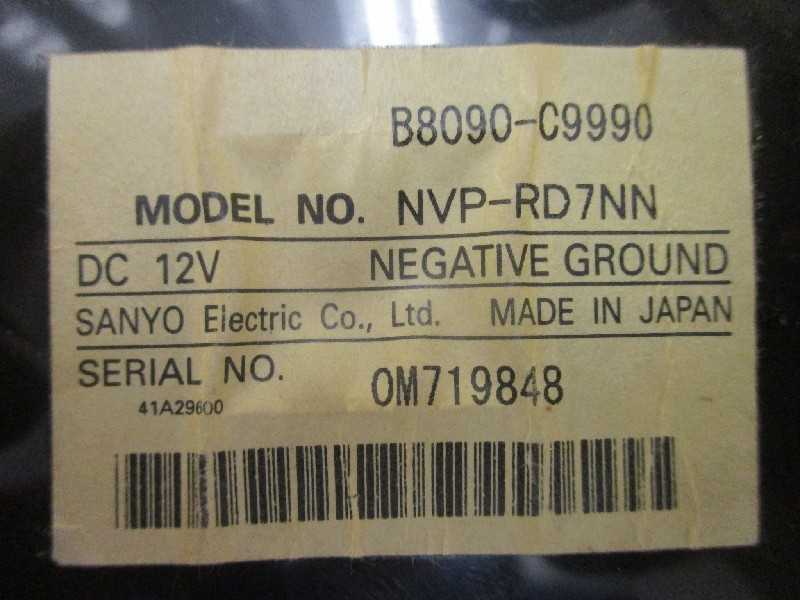 B8090-C9990
MODEL NO. NVP-RD7NN
DC 12V NEGATIVE GROUND
SANYO Electric Co., Ltd. MADE IN JAPAN
SERIAL NO. 0M719848
41A29600